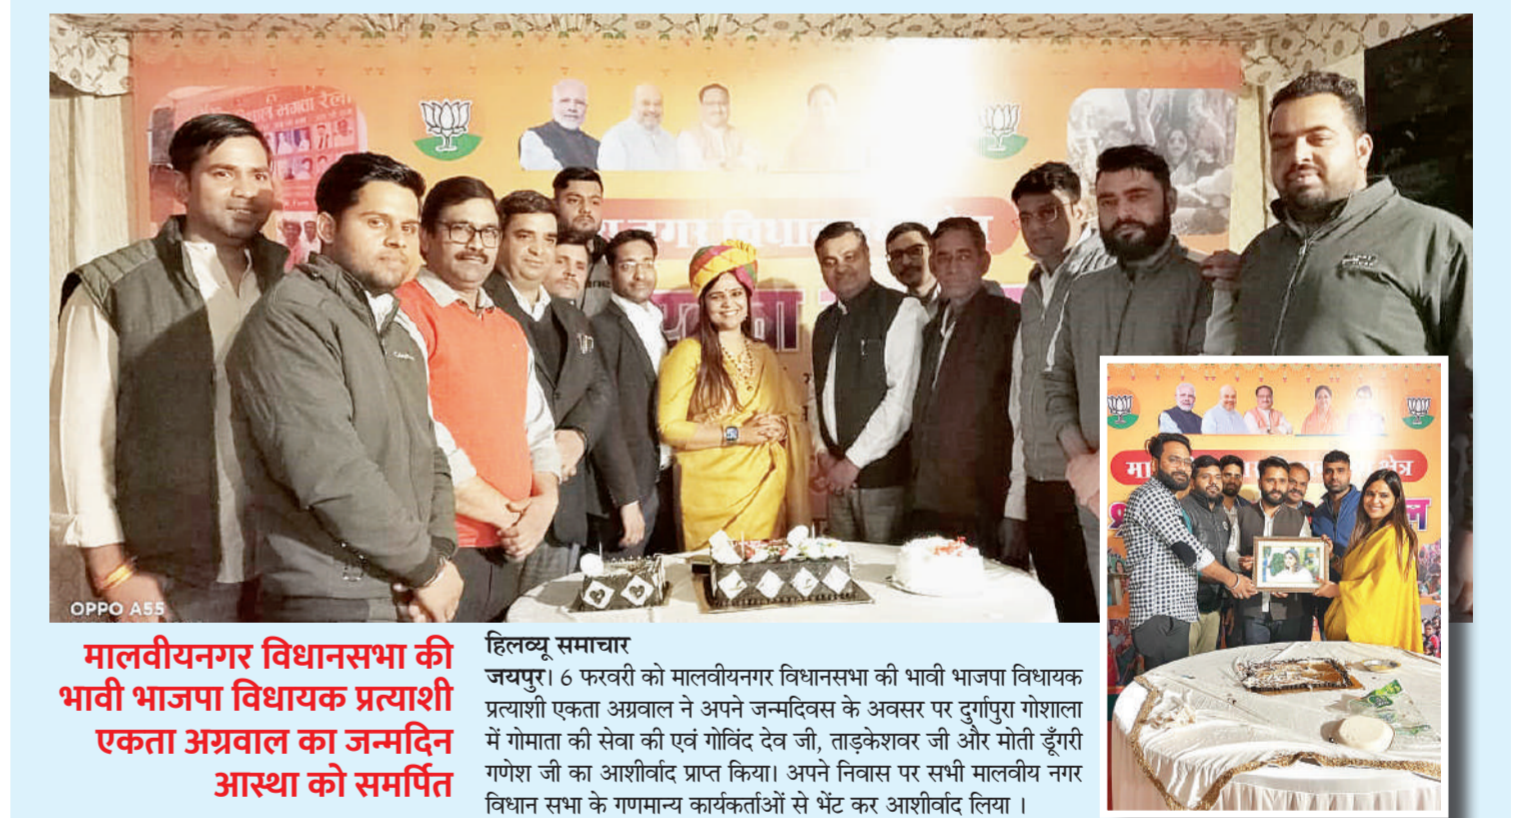 OPPO A55
मालवीयनगर विधानसभा की
भावी भाजपा विधायक प्रत्याशी
एकता अग्रवाल का जन्मदिन
आस्था को समर्पित
हिलव्यू समाचार
जयपुर। 6 फरवरी को मालवीयनगर विधानसभा की भावी भाजपा विधायक
प्रत्याशी एकता अग्रवाल ने अपने जन्मदिवस के अवसर पर दुर्गापुरा गोशाला
में गोमाता की सेवा की एवं गोविंद देव जी, ताड़केशवर जी और मोती डूँगरी
गणेश जी का आशीर्वाद प्राप्त किया। अपने निवास पर सभी मालवीय नगर
विधान सभा के गणमान्य कार्यकर्ताओं से भेंट कर आशीर्वाद लिया ।